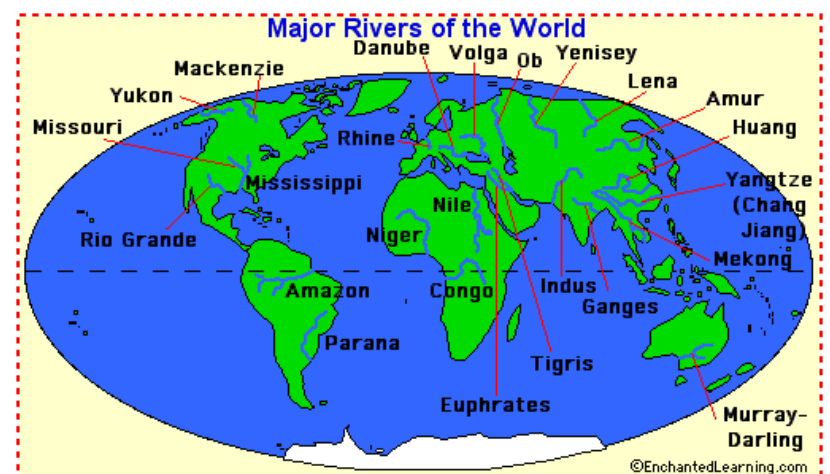 Major Rivers of the World
Danube
Volga
Ob
Yenisey
Mackenzie
Lena
Yukon
Amur
Missouri
Huang
Rhine
Mississippi
Yangtze
(Chang
Jiang)
Nile
Niger
Rio Grande
Mekong
Amazon
Congo
Indus
Ganges
Parana
Tigris
Euphrates
Murray-
Darling
©EnchantedLearning.com